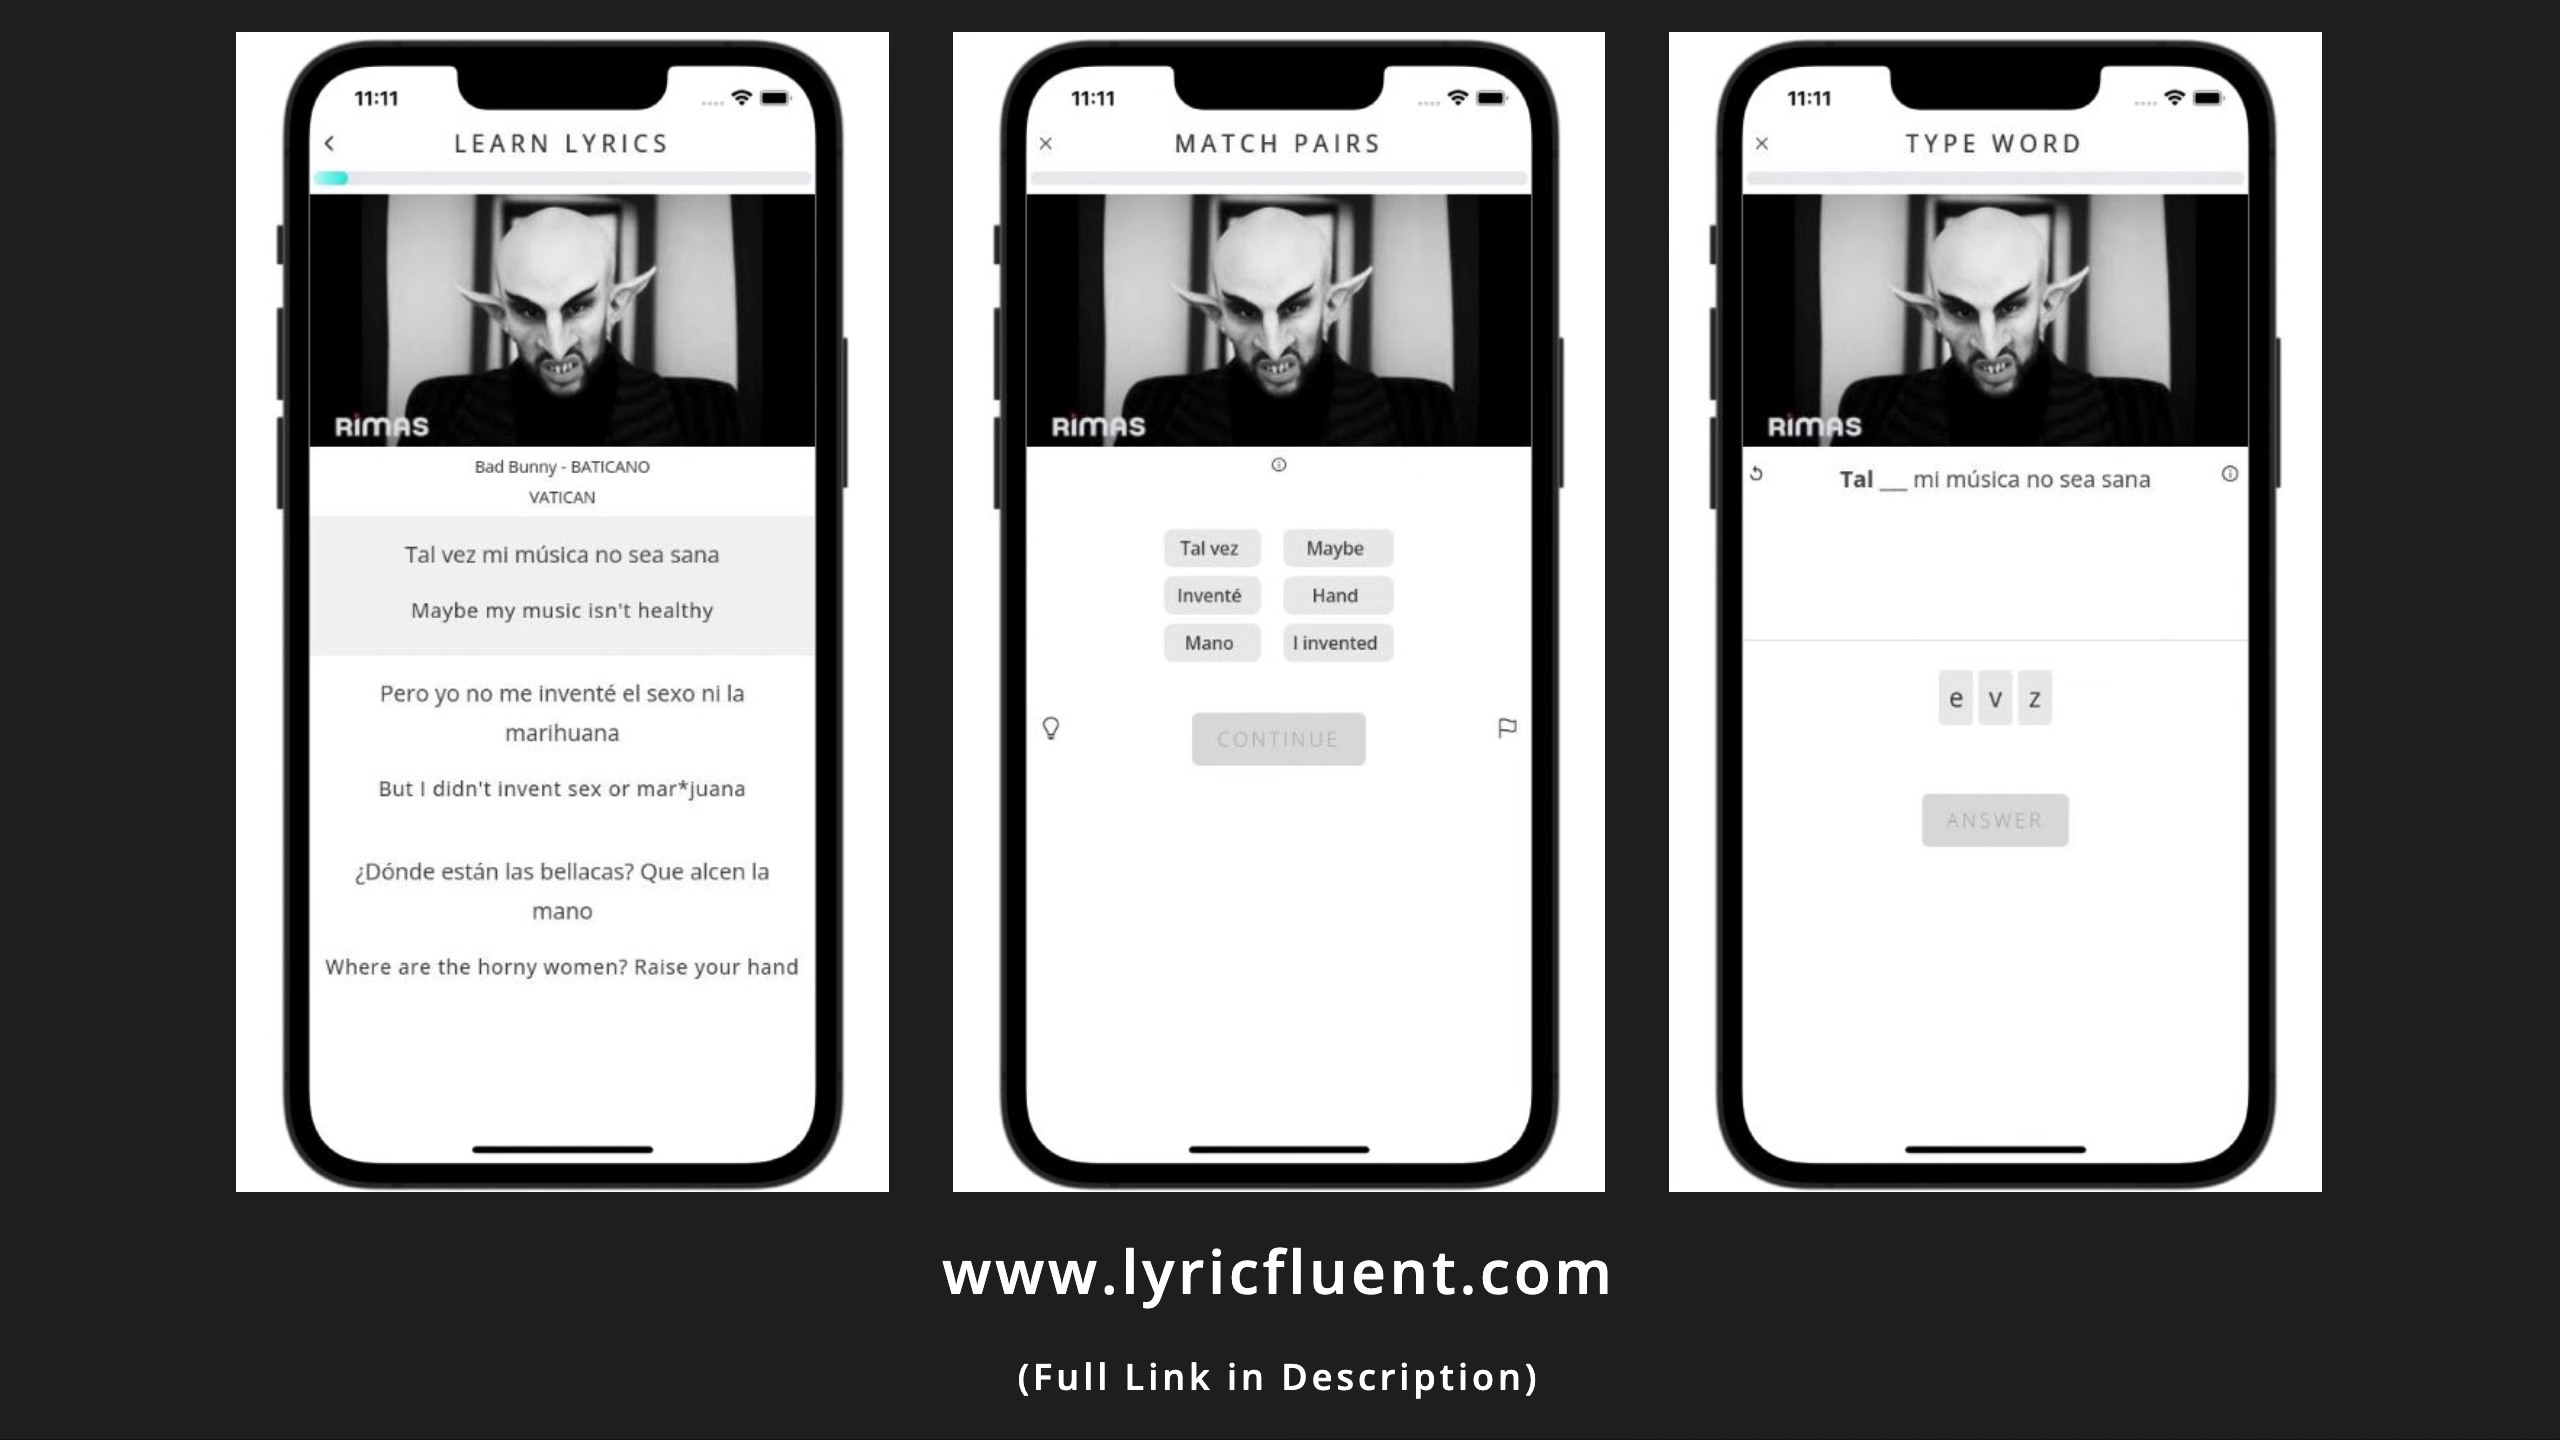 11:11
LEARN LYRICS
RIMAS
Bad Bunny - BATICANO
VATICAN
Tal vez mi música no sea sana
Maybe my music isn't healthy
Pero yo no me inventé el sexo ni la
marihuana
But I didn't invent sex or mar*juana
¿Dónde están las bellacas? Que alcen la
mano
Where are the horny women? Raise your hand
11:11
MATCH PAIRS
RIMAS
Tal vez Maybe
Inventé Hand
Mano I invented
CONTINUE
11:11
TYPE WORD
RIMAS
Tal __ mi música no sea sana
e v z
ANSWER
www.lyricfluent.com
(Full Link in Description)